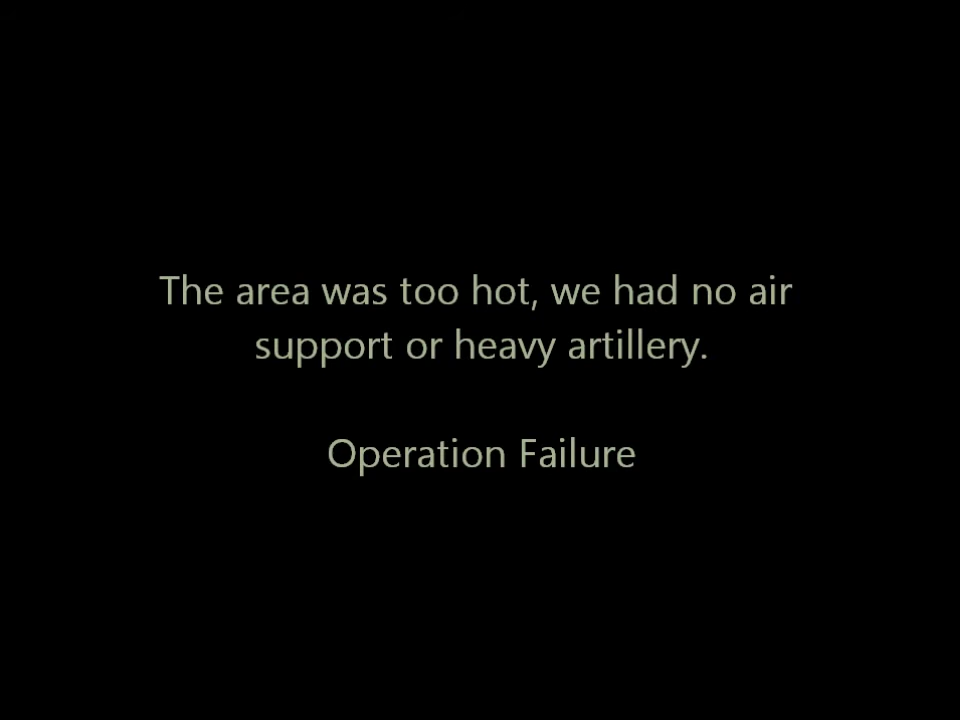 The area was too hot, we had no air
support or heavy artillery.
Operation Failure